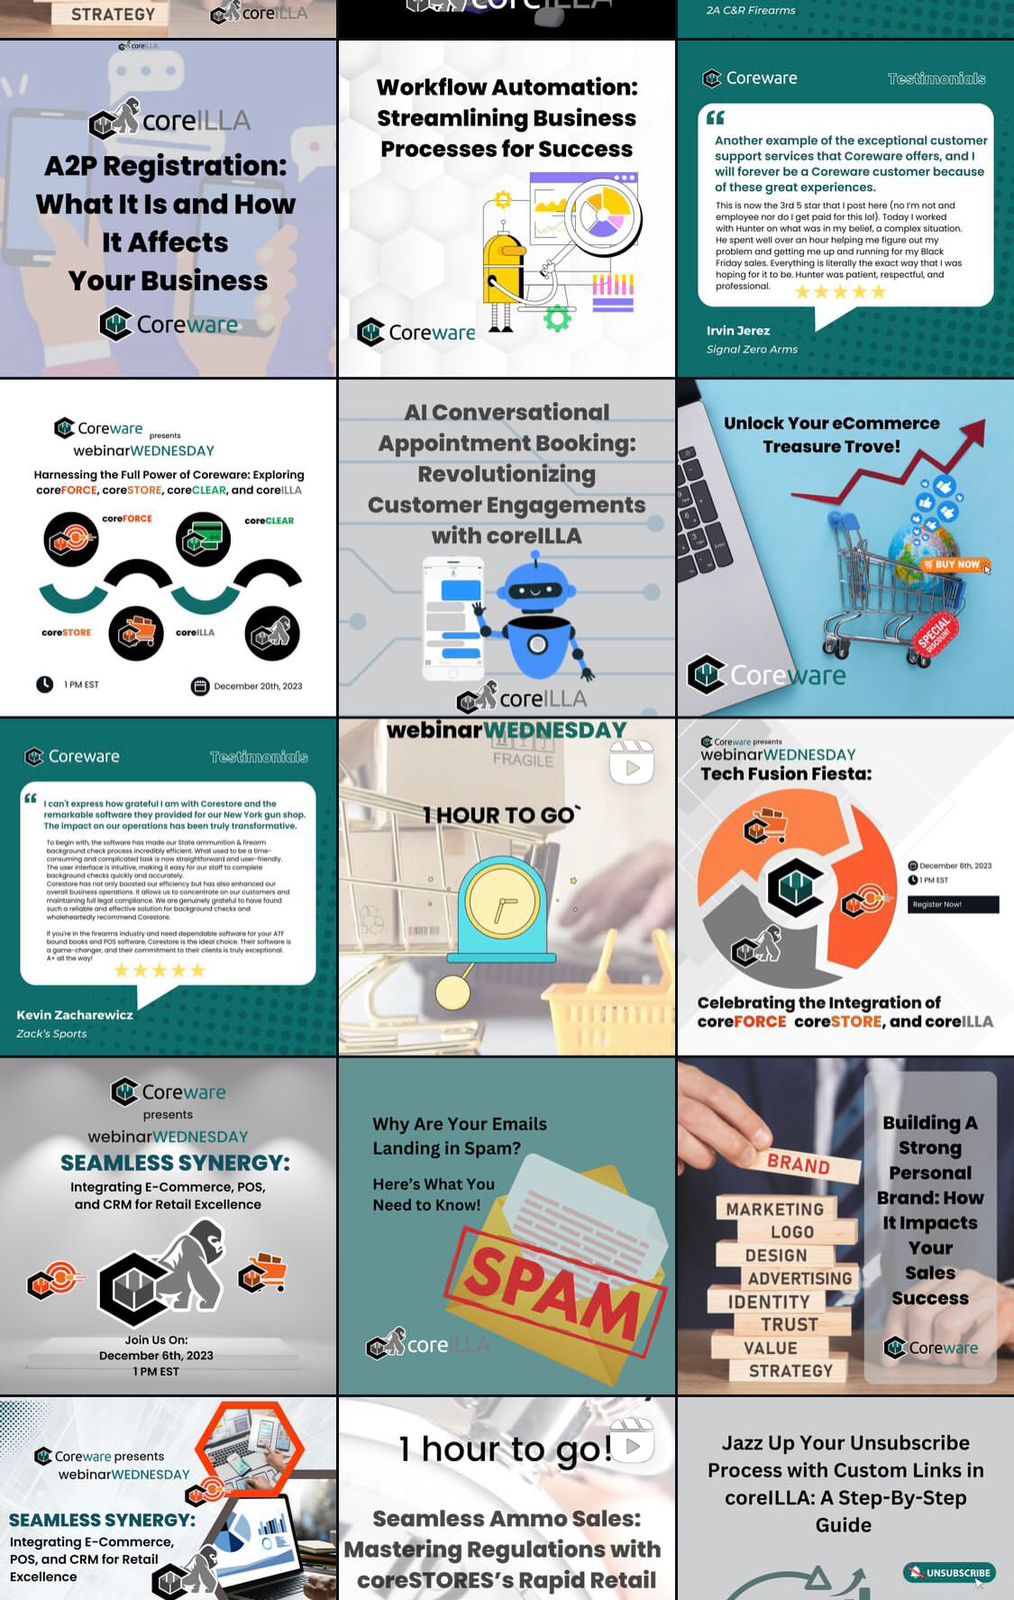 STRATEGY
coreILLA
coreILLA
2A C&R Firearms
coreILLA
coreILLA
A2P Registration:
What It Is and How
It Affects
Your Business
Coreware
Workflow Automation:
Streamlining Business
Processes for Success
Coreware
Coreware
Testimonials
“
Another example of the exceptional customer
support services that Coreware offers, and I
will forever be a Coreware customer because
of these great experiences.
This is now the 3rd 5 star that I post here (no I'm not and
employee nor do I get paid for this lol). Today I worked
with Hunter on what was in my belief, a complex situation.
He spent well over an hour helping me figure out my
problem and getting me up and running for my Black
Friday sales. Everything is literally the exact way that I was
hoping for it to be. Hunter was patient, respectful, and
professional.
Irvin Jerez
Signal Zero Arms
Coreware presents
webinarWEDNESDAY
Harnessing the Full Power of Coreware: Exploring
coreFORCE, coreSTORE, coreCLEAR, and coreILLA
coreFORCE
coreCLEAR
coreSTORE
coreILLA
1 PM EST
December 20th, 2023
AI Conversational
Appointment Booking:
Revolutionizing
Customer Engagements
with coreILLA
coreILLA
Unlock Your eCommerce
Treasure Trove!
BUY NOW
SPECIAL
DISCOUNT
Coreware
Coreware
Testimonials
“
I can't express how grateful I am with Corestore and the
remarkable software they provided for our New York gun shop.
The impact on our operations has been truly transformative.
To begin with, the software has made our State ammunition & firearm
background check process incredibly efficient. What used to be a time-
consuming and complicated task is now straightforward and user-friendly.
The user interface is intuitive, making it easy for our staff to complete
background checks quickly and accurately.
Corestore has not only boosted our efficiency but has also enhanced our
overall business operations. It allows us to concentrate on our customers and
maintaining full legal compliance. We are genuinely grateful to have found
such a reliable and effective solution for background checks and
wholeheartedly recommend Corestore.
If you're in the firearms industry and need dependable software for your ATF
bound books and POS software, Corestore is the ideal choice. Their software is
a game-changer, and their commitment to their clients is truly exceptional.
A+ all the way!
Kevin Zacharewicz
Zack's Sports
webinarWEDNESDAY
FRAGILE
1 HOUR TO GO`
Coreware presents
webinarWEDNESDAY
Tech Fusion Fiesta:
December 6th, 2023
1 PM EST
Register Now!
Celebrating the Integration of
coreFORCE coreSTORE, and coreILLA
Coreware
presents
webinarWEDNESDAY
SEAMLESS SYNERGY:
Integrating E-Commerce, POS,
and CRM for Retail Excellence
Join Us On:
December 6th, 2023
1 PM EST
Why Are Your Emails
Landing in Spam?
Here's What You
Need to Know!
SPAM
coreILLA
BRAND
MARKETING
LOGO
DESIGN
ADVERTISING
IDENTITY
TRUST
VALUE
STRATEGY
Building A
Strong
Personal
Brand: How
It Impacts
Your
Sales
Success
Coreware
Coreware presents
webinarWEDNESDAY
SEAMLESS SYNERGY:
Integrating E-Commerce,
POS, and CRM for Retail
Excellence
1 hour to go!
Seamless Ammo Sales:
Mastering Regulations with
coreSTORES's Rapid Retail
Jazz Up Your Unsubscribe
Process with Custom Links in
coreILLA: A Step-By-Step
Guide
UNSUBSCRIBE